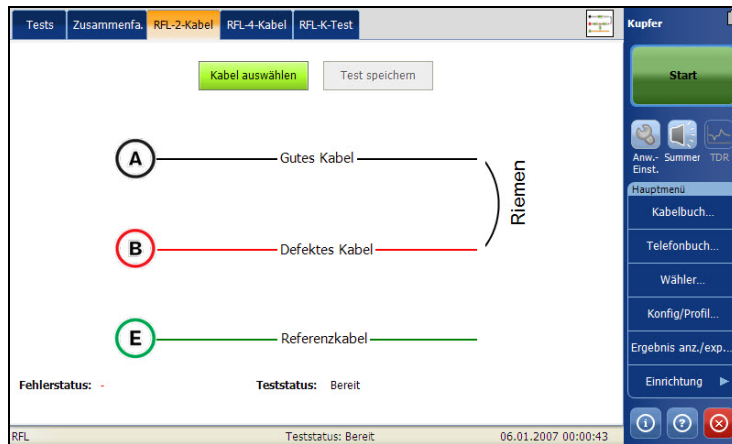 Tests Zusammenfa. RFL-2-Kabel RFL-4-Kabel RFL-K-Test
Kabel auswählen Test speichern
A Gutes Kabel
Riemen
B Defektes Kabel
E Referenzkabel
Fehlerstatus: - Teststatus: Bereit
RFL Teststatus: Bereit 06.01.2007 00:00:43
Kupfer
Start
Anw.- Summer TDR
Einst.
Hauptmenü
Kabelbuch...
Telefonbuch...
Wähler...
Konfig/Profil...
Ergebnis anz./exp...
Einrichtung